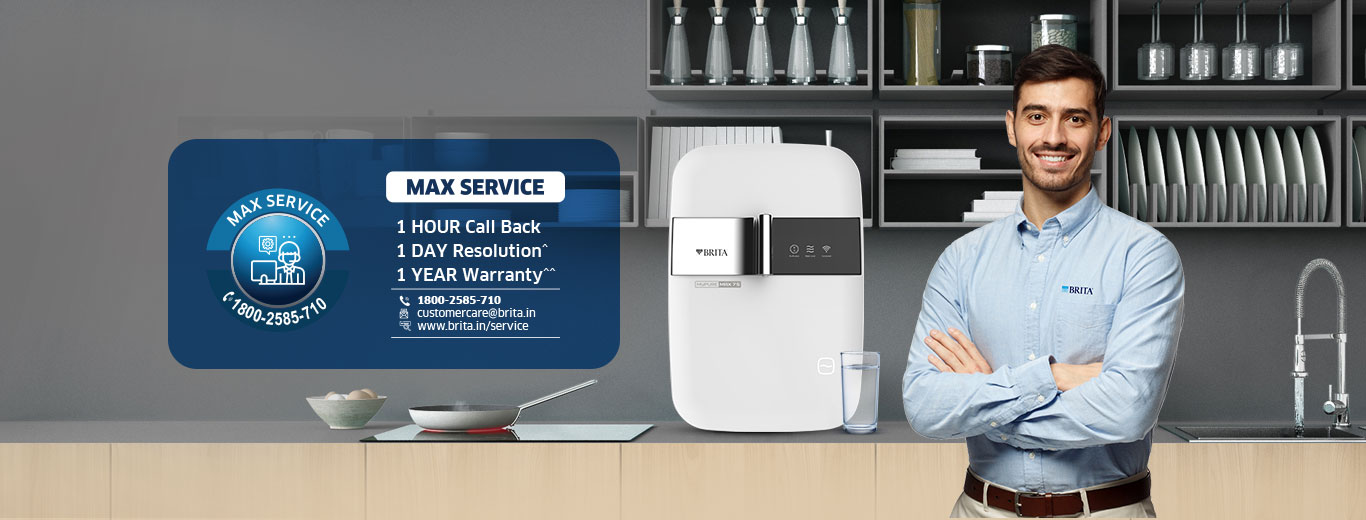 MAX SERVICE
1800-2585-710
MAX SERVICE
1 HOUR Call Back
1 DAY Resolution^
1 YEAR Warranty^^
1800-2585-710
customercare@brita.in
www.brita.in/service
BRITA
BRITA